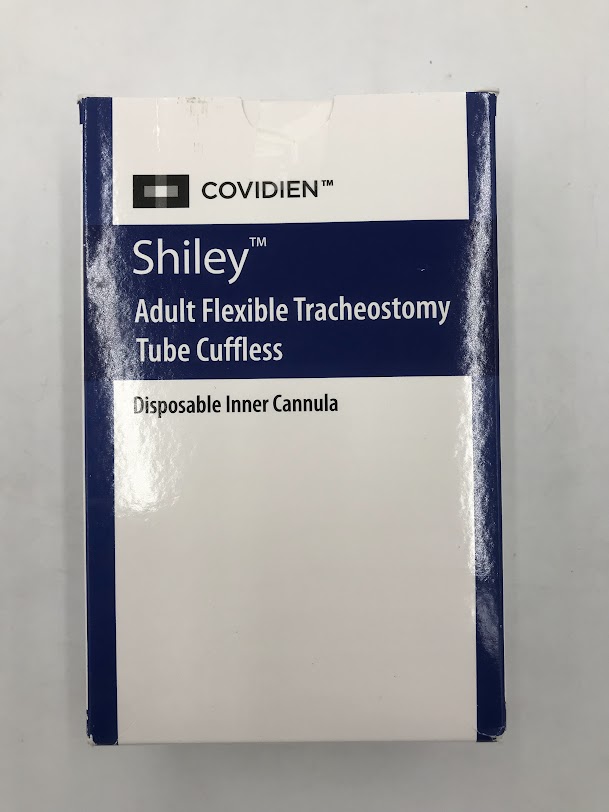 COVIDIEN™
Shiley™
Adult Flexible Tracheostomy
Tube Cuffless
Disposable Inner Cannula